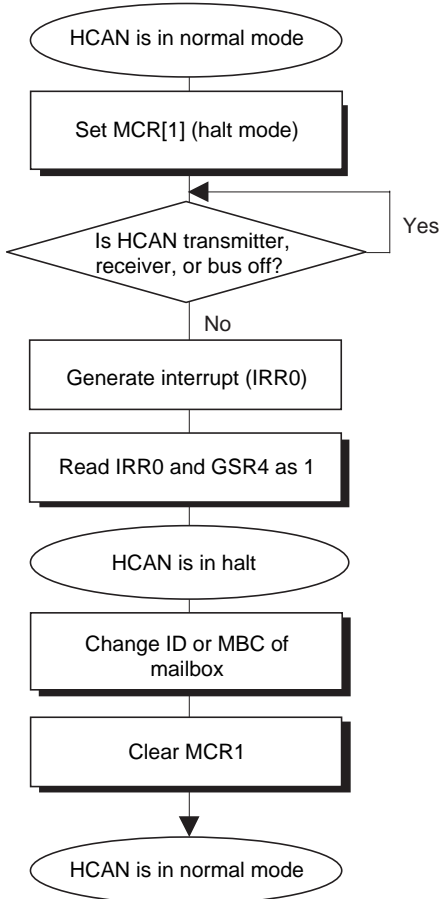 HCAN is in normal mode
Set MCR[1] (halt mode)
Is HCAN transmitter,
receiver, or bus off?
Yes
No
Generate interrupt (IRR0)
Read IRR0 and GSR4 as 1
HCAN is in halt
Change ID or MBC of
mailbox
Clear MCR1
HCAN is in normal mode